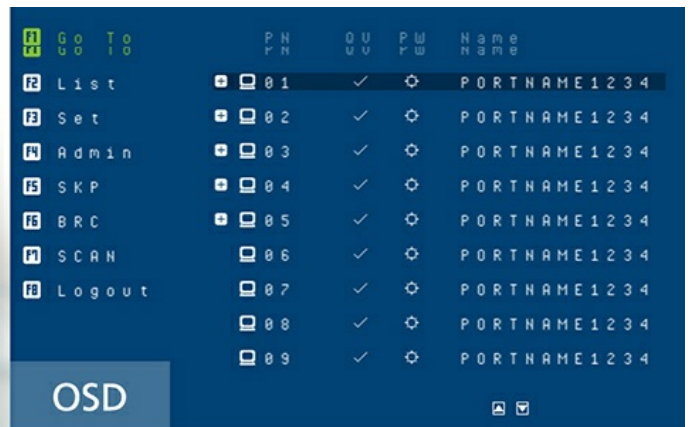 F1 Go To PN QV PW Name
F2 List 01 PORTNAME1234
F3 Set 02 PORTNAME1234
F4 Admin 03 PORTNAME1234
F5 SKP 04 PORTNAME1234
F6 BRC 05 PORTNAME1234
F7 SCAN 06 PORTNAME1234
F8 Logout 07 PORTNAME1234
08 PORTNAME1234
09 PORTNAME1234
OSD